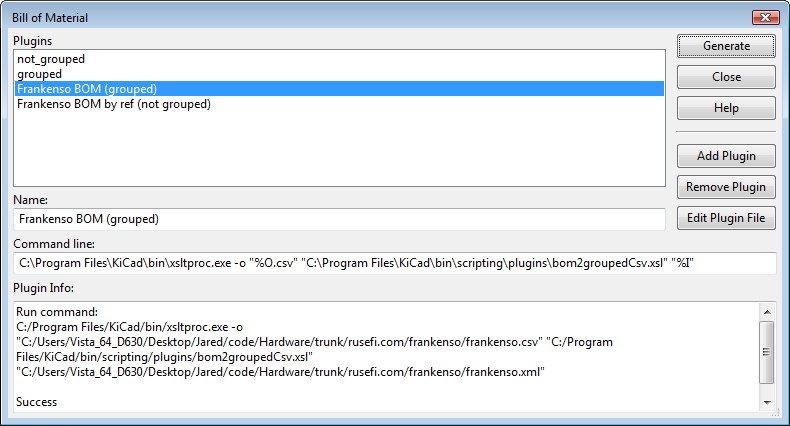 Bill of Material
Plugins
not_grouped
grouped
Frankenso BOM (grouped)
Frankenso BOM by ref (not grouped)
Generate
Close
Help
Add Plugin
Remove Plugin
Edit Plugin File
Name:
Frankenso BOM (grouped)
Command line:
C:\Program Files\KiCad\bin\xsltproc.exe -o "%O.csv" "C:\Program Files\KiCad\bin\scripting\plugins\bom2groupedCsv.xsl" "%I"
Plugin Info:
Run command:
C:/Program Files/KiCad/bin/xsltproc.exe -o
"C:/Users/Vista_64_D630/Desktop/Jared/code/Hardware/trunk/rusefi.com/frankenso/frankenso.csv" "C:/Program
Files/KiCad/bin/scripting/plugins/bom2groupedCsv.xsl"
"C:/Users/Vista_64_D630/Desktop/Jared/code/Hardware/trunk/rusefi.com/frankenso/frankenso.xml"
Success